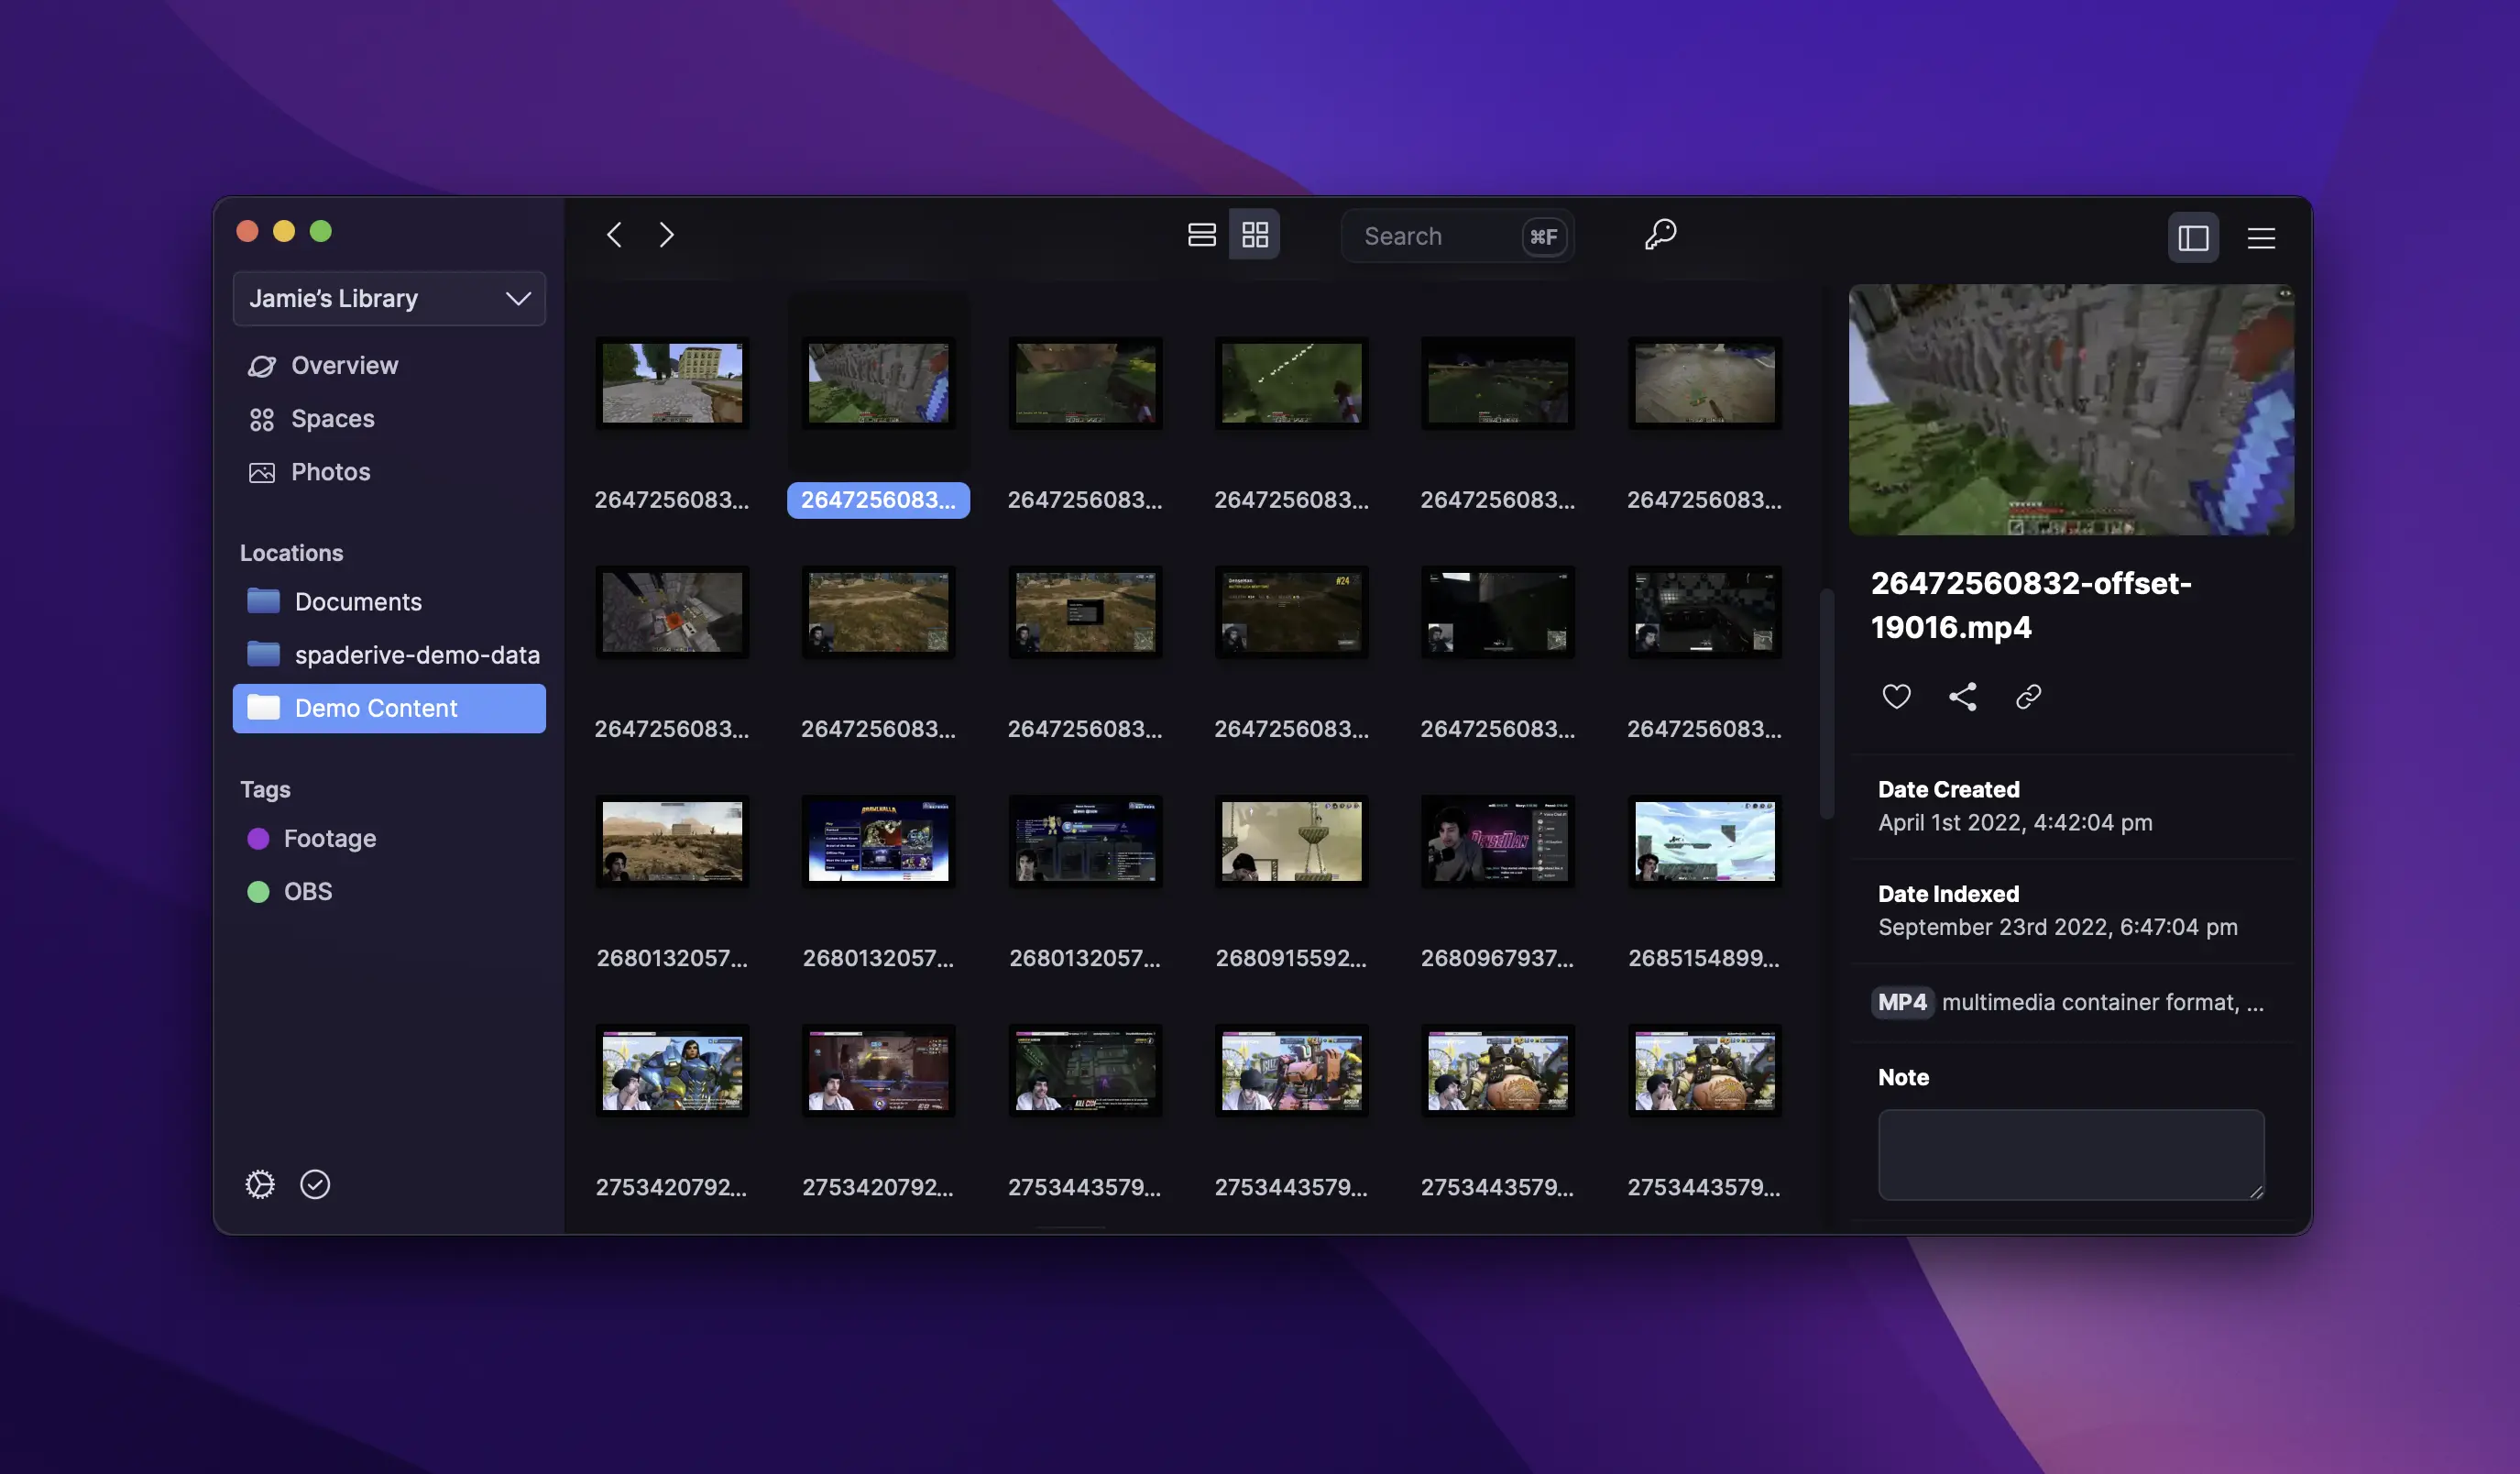 Jamie’s Library
Overview
Spaces
Photos
Locations
Documents
spaderive-demo-data
Demo Content
Tags
Footage
OBS
Search
⌘F
2647256083...
2647256083...
2647256083...
2647256083...
2647256083...
2647256083...
2647256083...
2647256083...
2647256083...
2647256083...
2647256083...
2647256083...
2680132057...
2680132057...
2680132057...
2680915592...
2680967937...
2685154899...
2753420792...
2753420792...
2753443579...
2753443579...
2753443579...
2753443579...
26472560832-offset-
19016.mp4
Date Created
April 1st 2022, 4:42:04 pm
Date Indexed
September 23rd 2022, 6:47:04 pm
MP4 multimedia container format, ...
Note